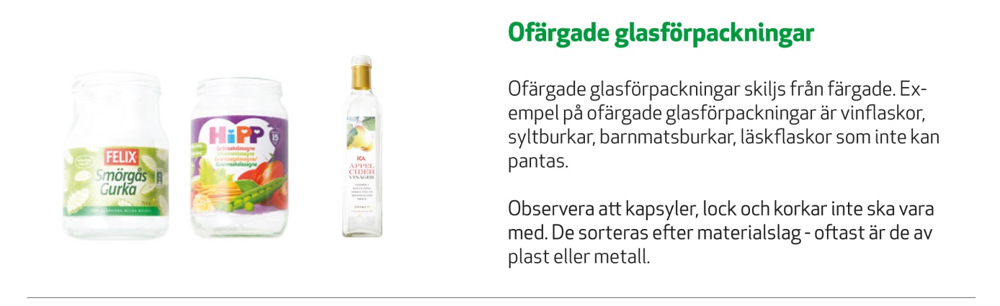 Ofärgade glasförpackningar
Ofärgade glasförpackningar skiljs från färgade. Ex-
empel på ofärgade glasförpackningar är vinflaskor,
syltburkar, barnmatsburkar, läskflaskor som inte kan
pantas.
Observera att kapsyler, lock och korkar inte ska vara
med. De sorteras efter materialslag - oftast är de av
plast eller metall.
FELIX
Smörgås
Gurka
HiPP
15
Grönsakslasagne
Grønnsakslasagne
ICA
ÄPPEL
CIDER
VINÄGER